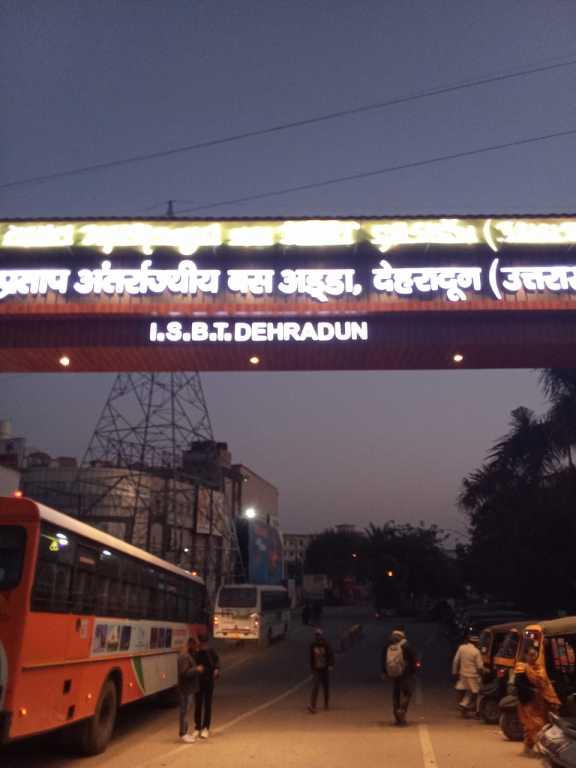 प्रताप अंतर्राज्यीय बस अड्डा, देहरादून (उत्तरा
I.S.B.T. DEHRADUN